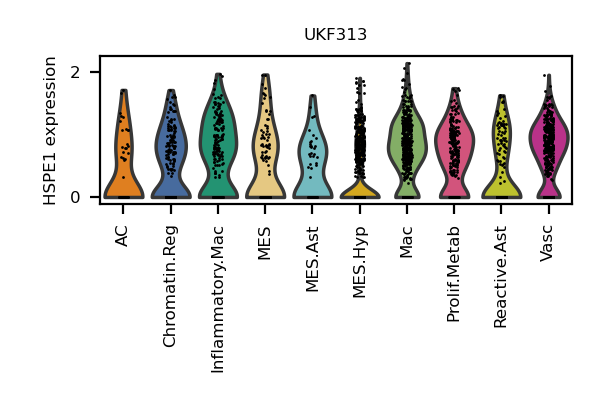 UKF313
HSPE1 expression
2
0
AC
Chromatin.Reg
Inflammatory.Mac
MES
MES.Ast
MES.Hyp
Mac
Prolif.Metab
Reactive.Ast
Vasc